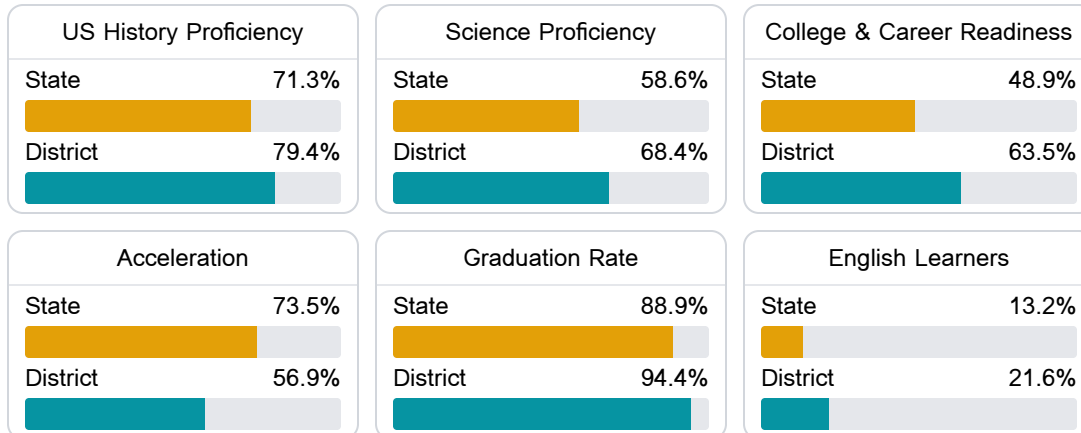 US History Proficiency
State 71.3%
District 79.4%
Science Proficiency
State 58.6%
District 68.4%
College & Career Readiness
State 48.9%
District 63.5%
Acceleration
State 73.5%
District 56.9%
Graduation Rate
State 88.9%
District 94.4%
English Learners
State 13.2%
District 21.6%